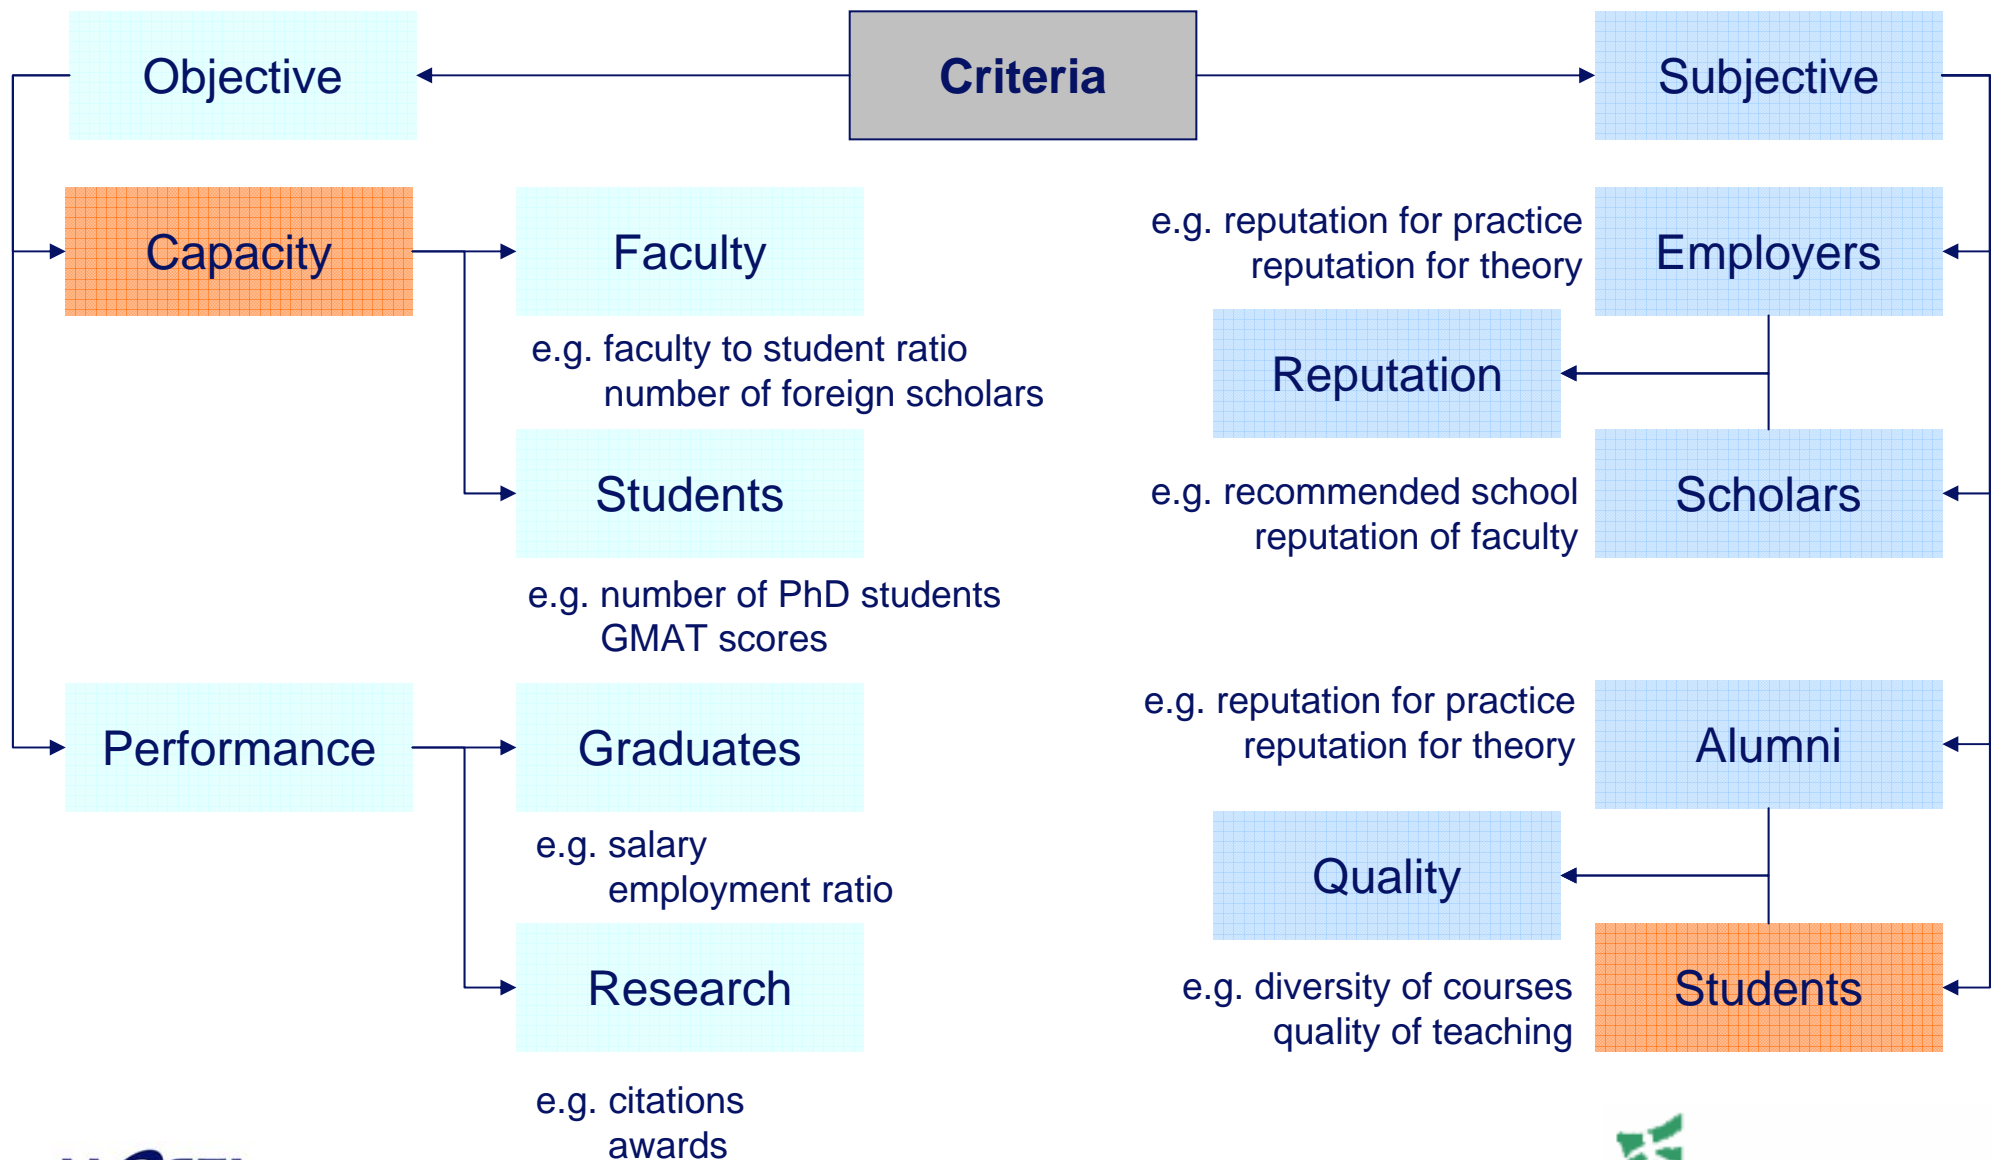 Objective
Criteria
Subjective
Capacity
Faculty
e.g. reputation for practice
reputation for theory
Employers
e.g. faculty to student ratio
number of foreign scholars
Reputation
Students
e.g. recommended school
reputation of faculty
Scholars
e.g. number of PhD students
GMAT scores
Performance
Graduates
e.g. reputation for practice
reputation for theory
Alumni
e.g. salary
employment ratio
Quality
Research
e.g. diversity of courses
quality of teaching
Students
e.g. citations
awards